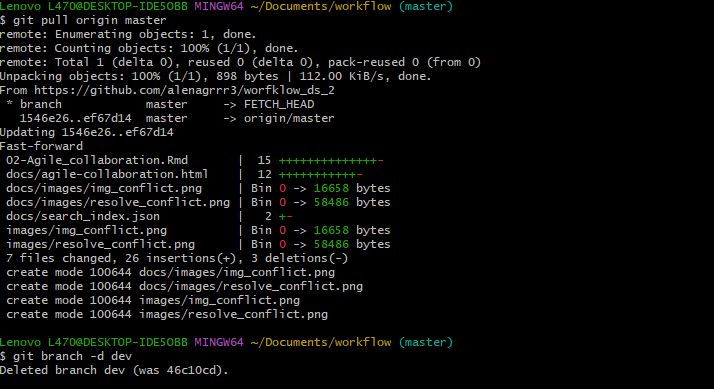 Lenovo L470@DESKTOP-IDE5OBB MINGW64 ~/Documents/workflow (master)
$ git pull origin master
remote: Enumerating objects: 1, done.
remote: Counting objects: 100% (1/1), done.
remote: Total 1 (delta 0), reused 0 (delta 0), pack-reused 0 (from 0)
Unpacking objects: 100% (1/1), 898 bytes | 112.00 KiB/s, done.
From https://github.com/alenagrrr3/worfklow_ds_2
 * branch            master     -> FETCH_HEAD
   1546e26..ef67d14  master     -> origin/master
Updating 1546e26..ef67d14
Fast-forward
 02-Agile_collaboration.Rmd       |  15 ++++++++++++++-
 docs/agile-collaboration.html    |  12 +++++++++++-
 docs/images/img_conflict.png     | Bin 0 -> 16658 bytes
 docs/images/resolve_conflict.png | Bin 0 -> 58486 bytes
 docs/search_index.json           |   2 +-
 images/img_conflict.png          | Bin 0 -> 16658 bytes
 images/resolve_conflict.png      | Bin 0 -> 58486 bytes
 7 files changed, 26 insertions(+), 3 deletions(-)
 create mode 100644 docs/images/img_conflict.png
 create mode 100644 docs/images/resolve_conflict.png
 create mode 100644 images/img_conflict.png
 create mode 100644 images/resolve_conflict.png
Lenovo L470@DESKTOP-IDE5OBB MINGW64 ~/Documents/workflow (master)
$ git branch -d dev
Deleted branch dev (was 46c10cd).